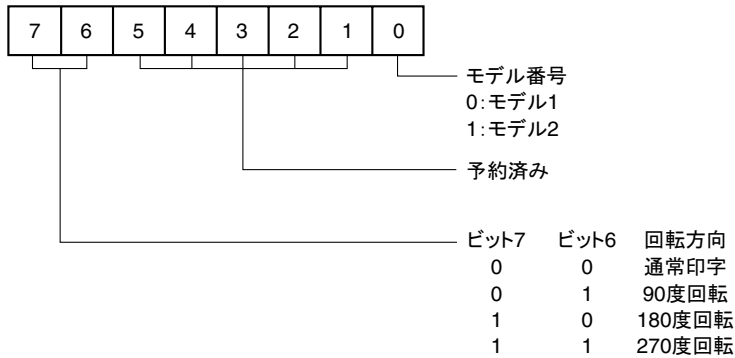 7 6 5 4 3 2 1 0
モデル番号
0:モデル1
1:モデル2
予約済み
ビット7 ビット6 回転方向
0 0 通常印字
0 1 90度回転
1 0 180度回転
1 1 270度回転